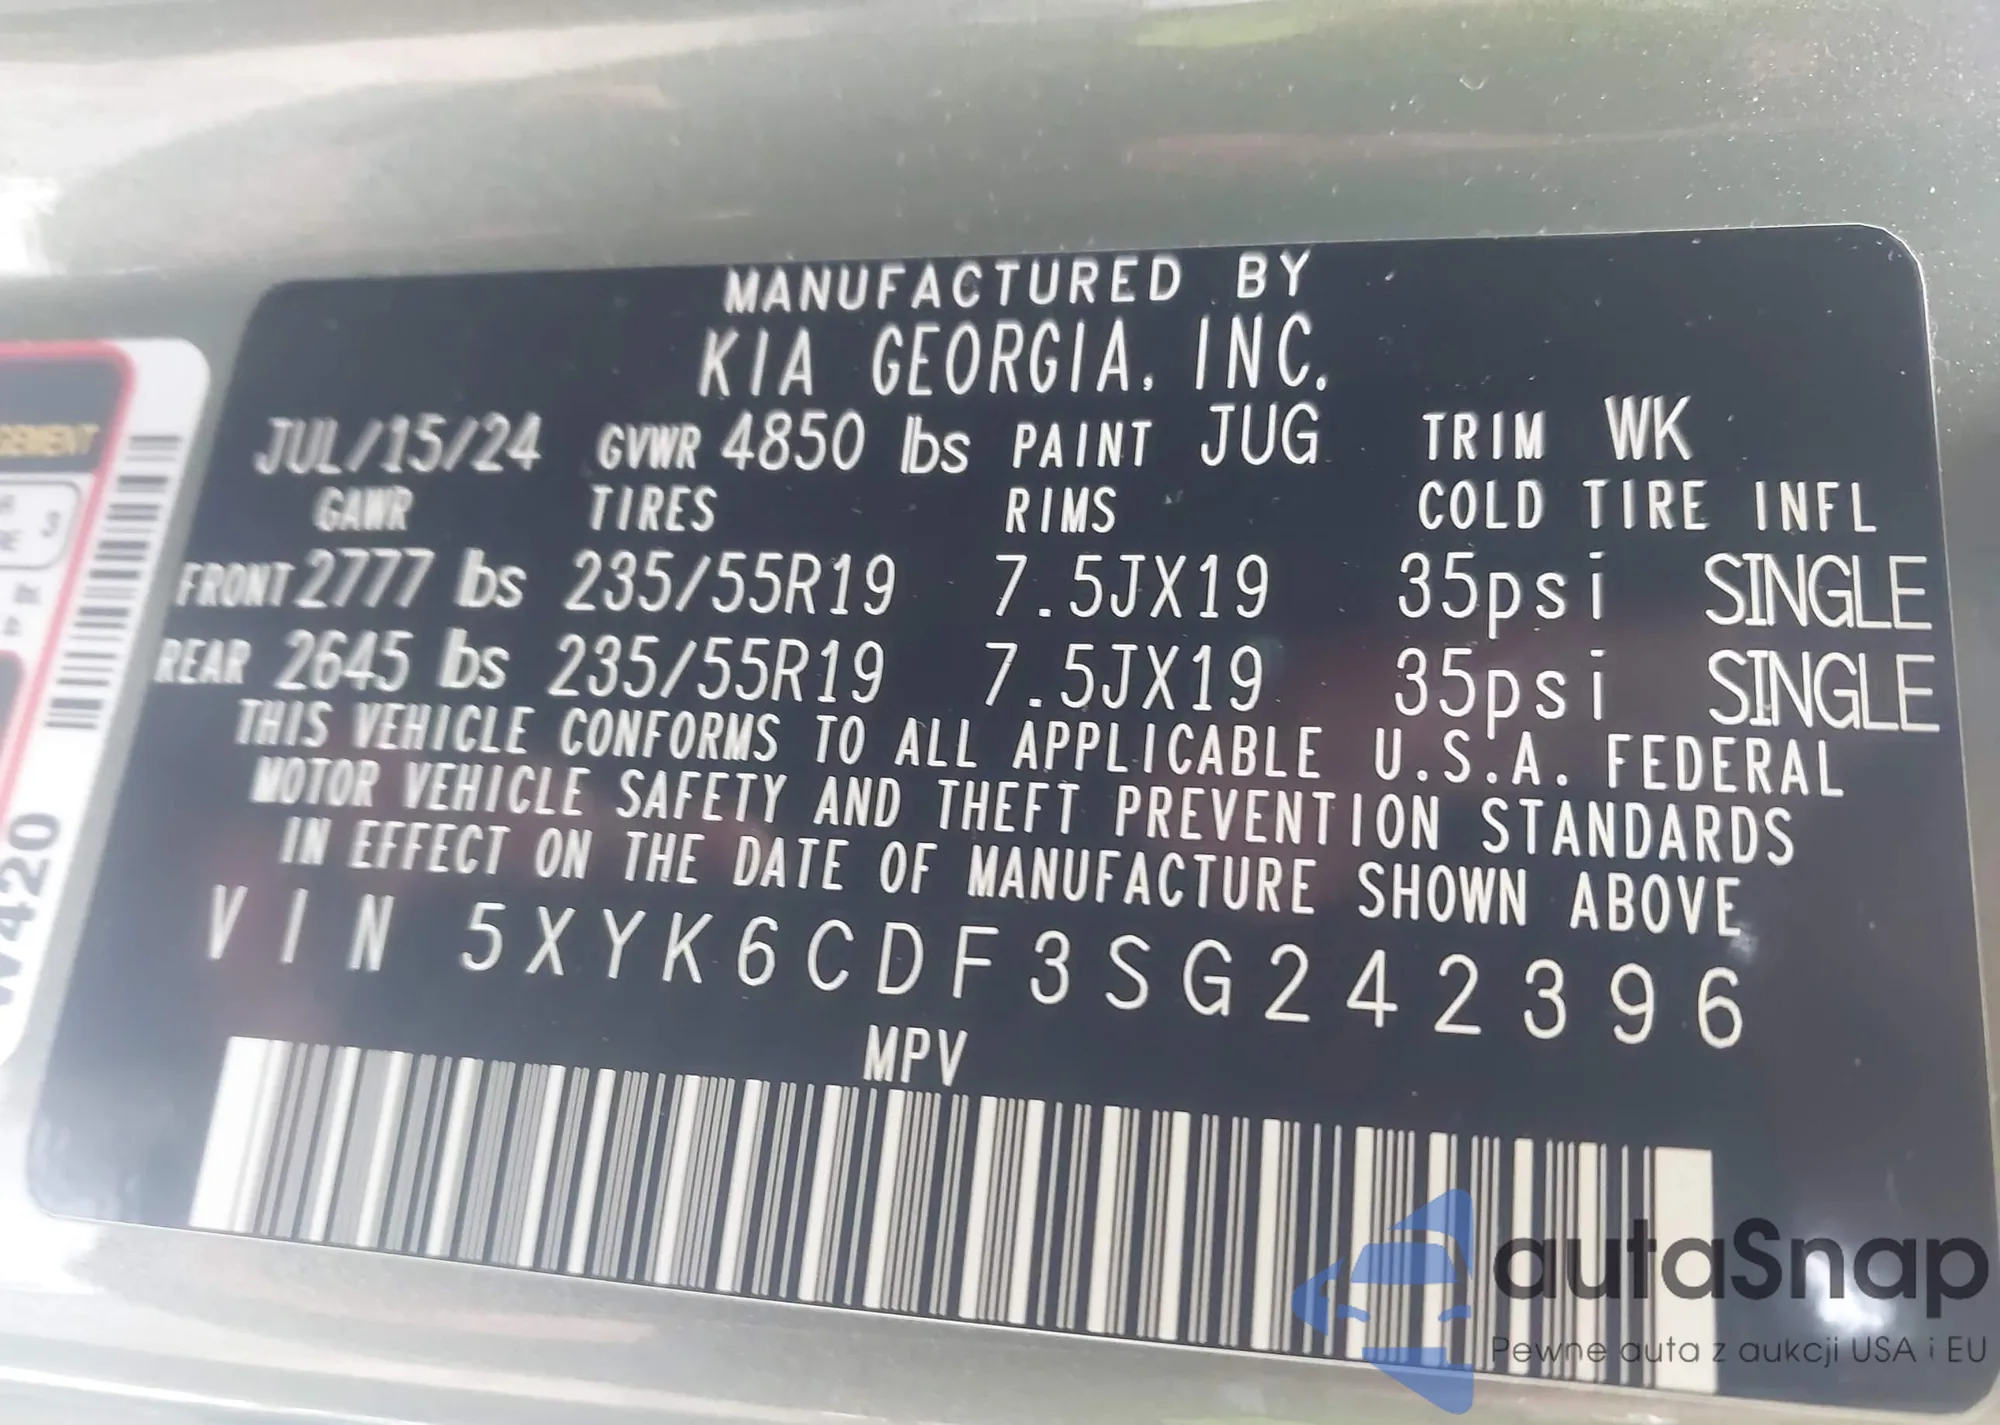 MANUFACTURED BY
KIA GEORGIA, INC.
JUL/15/24 GVWR 4850 lbs PAINT JUG TRIM WK
GAWR TIRES RIMS COLD TIRE INFL
FRONT 2777 lbs 235/55R19 7.5JX19 35psi SINGLE
REAR 2645 lbs 235/55R19 7.5JX19 35psi SINGLE
THIS VEHICLE CONFORMS TO ALL APPLICABLE U.S.A. FEDERAL
MOTOR VEHICLE SAFETY AND THEFT PREVENTION STANDARDS
IN EFFECT ON THE DATE OF MANUFACTURE SHOWN ABOVE
VIN 5XYK6CDF3SG242396
MPV
W420
autaSnap
Pewne auta z aukcji USA i EU